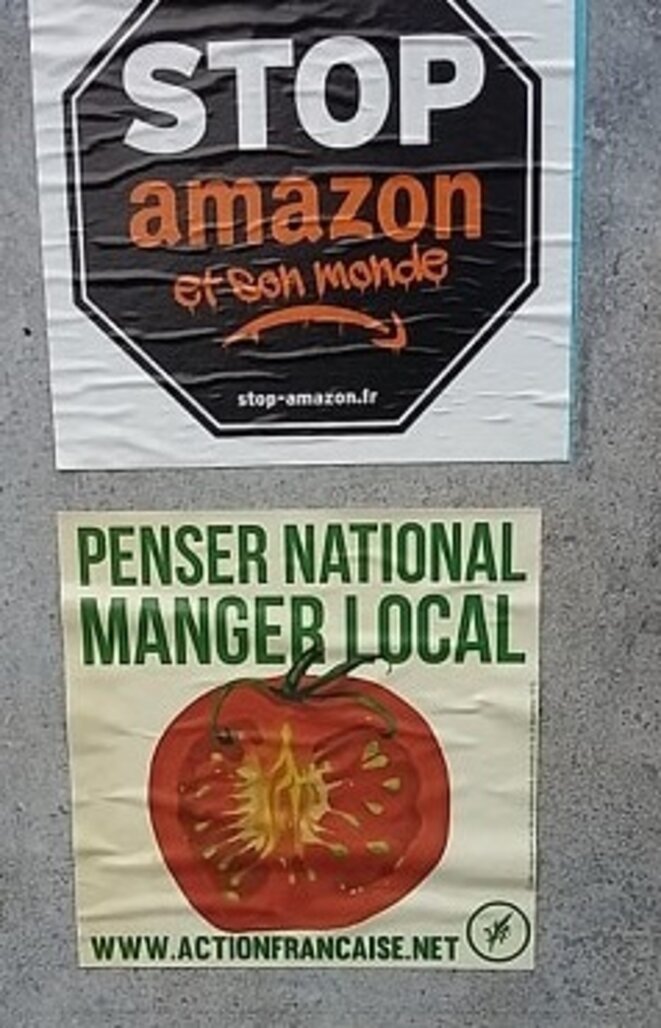 STOP
amazon
et son monde
stop-amazon.fr
PENSER NATIONAL
MANGER LOCAL
WWW.ACTIONFRANCAISE.NET